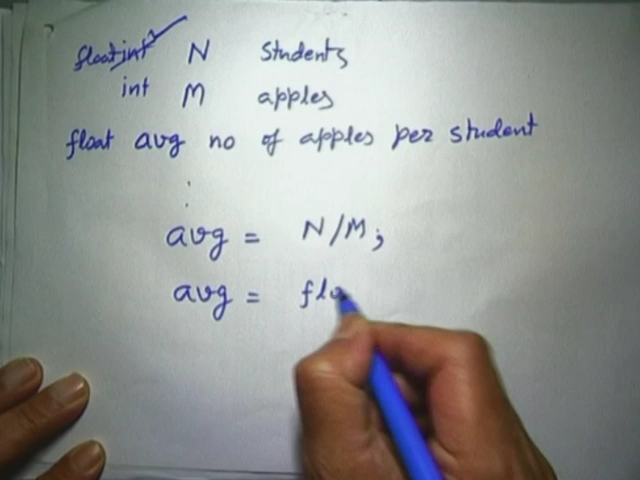 float int N students
int M apples
float avg no of apples per student
avg = N/M;
avg = flo